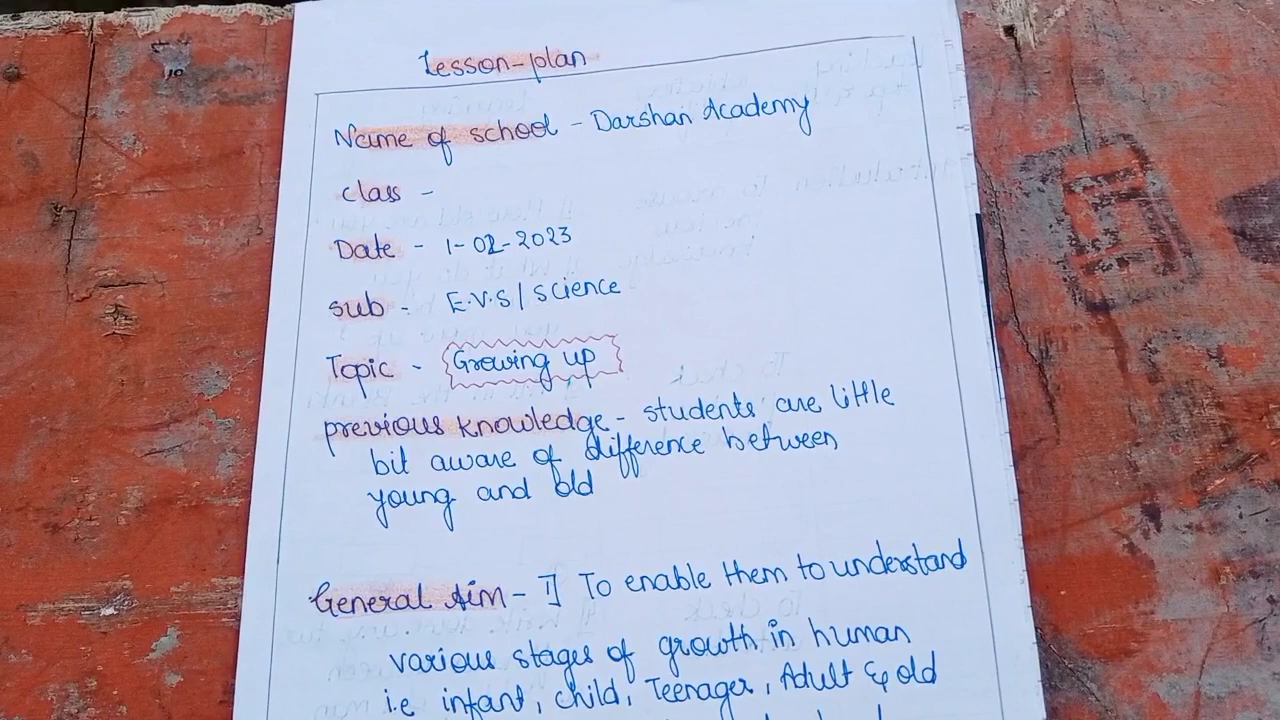 Lesson-plan
Name of school - Darshan Academy
class -
Date - 1-02-2023
sub - E.V.S / science
Topic - Growing up
previous knowledge - students are little
bit aware of difference between
young and old
General Aim - 1] To enable them to understand
various stages of growth in human
i.e infant, child, Teenager, Adult & old